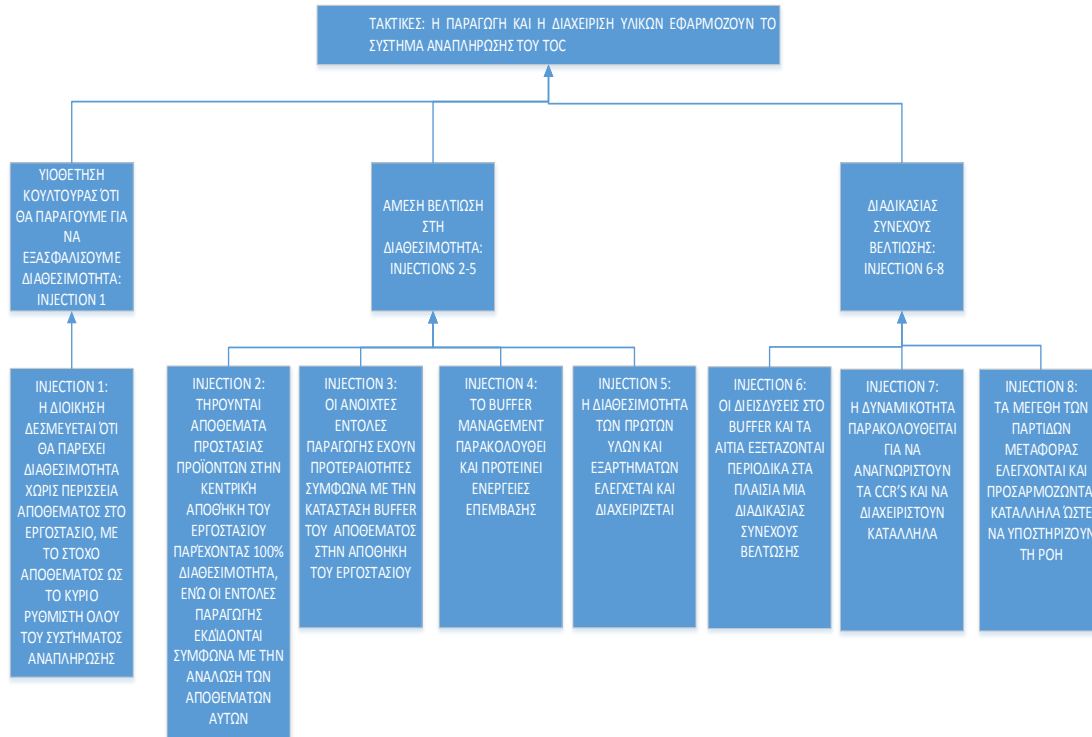 ΤΑΚΤΙΚΕΣ: Η ΠΑΡΑΓΩΓΗ ΚΑΙ Η ΔΙΑΧΕΙΡΙΣΗ ΥΛΙΚΩΝ ΕΦΑΡΜΟΖΟΥΝ ΤΟ
ΣΥΣΤΗΜΑ ΑΝΑΠΛΗΡΩΣΗΣ ΤΟΥ TOC
ΥΙΟΘΕΤΗΣΗ
ΚΟΥΛΤΟΥΡΑΣ ΌΤΙ
ΘΑ ΠΑΡΑΓΟΥΜΕ ΓΙΑ
ΝΑ
ΕΞΑΣΦΑΛΙΣΟΥΜΕ
ΔΙΑΘΕΣΙΜΟΤΗΤΑ:
INJECTION 1
ΑΜΕΣΗ ΒΕΛΤΙΩΣΗ
ΣΤΗ
ΔΙΑΘΕΣΙΜΟΤΗΤΑ:
INJECTIONS 2-5
ΔΙΑΔΙΚΑΣΙΑΣ
ΣΥΝΕΧΟΥΣ
ΒΕΛΤΙΩΣΗΣ:
INJECTION 6-8
INJECTION 1:
Η ΔΙΟΙΚΗΣΗ
ΔΕΣΜΕΥΕΤΑΙ ΌΤΙ
ΘΑ ΠΑΡΕΧΕΙ
ΔΙΑΘΕΣΙΜΟΤΗΤΑ
ΧΩΡΙΣ ΠΕΡΙΣΣΕΙΑ
ΑΠΟΘΕΜΑΤΟΣ ΣΤΟ
ΕΡΓΟΣΤΑΣΙΟ, ΜΕ
ΤΟ ΣΤΟΧΟ
ΑΠΟΘΕΜΑΤΟΣ ΩΣ
ΤΟ ΚΥΡΙΟ
ΡΥΘΜΙΣΤΗ ΟΛΟΥ
ΤΟΥ ΣΥΣΤΉΜΑΤΟΣ
ΑΝΑΠΛΗΡΩΣΗΣ
INJECTION 2:
ΤΗΡΟΥΝΤΑΙ
ΑΠΟΘΕΜΑΤΑ
ΠΡΟΣΤΑΣΙΑΣ
ΠΡΟΪΟΝΤΩΝ ΣΤΗΝ
ΚΕΝΤΡΙΚΉ
ΑΠΟΘΉΚΗ ΤΟΥ
ΕΡΓΟΣΤΑΣΙΟΥ
ΠΑΡΈΧΟΝΤΑΣ 100%
ΔΙΑΘΕΣΙΜΟΤΗΤΑ,
ΕΝΏ ΟΙ ΕΝΤΟΛΕΣ
ΠΑΡΑΓΩΓΗΣ
ΕΚΔΊΔΟΝΤΑΙ
ΣΥΜΦΩΝΑ ΜΕ ΤΗΝ
ΑΝΑΛΩΣΗ ΤΩΝ
ΑΠΟΘΕΜΑΤΩΝ
ΑΥΤΩΝ
INJECTION 3:
ΟΙ ΑΝΟΙΧΤΕΣ
ΕΝΤΟΛΕΣ
ΠΑΡΑΓΩΓΗΣ ΕΧΟΥΝ
ΠΡΟΤΕΡΑΙΟΤΗΤΕΣ
ΣΥΜΦΩΝΑ ΜΕ ΤΗΝ
ΚΑΤΑΣΤΑΣΗ BUFFER
ΤΟΥ ΑΠΟΘΕΜΑΤΟΣ
ΣΤΗΝ ΑΠΟΘΗΚΗ
ΤΟΥ ΕΡΓΟΣΤΑΣΙΟΥ
INJECTION 4:
ΤΟ BUFFER
MANAGEMENT
ΠΑΡΑΚΟΛΟΥΘΕΙ
ΚΑΙ ΠΡΟΤΕΙΝΕΙ
ΕΝΕΡΓΕΙΕΣ
ΕΠΕΜΒΑΣΗΣ
INJECTION 5:
Η ΔΙΑΘΕΣΙΜΟΤΗΤΑ
ΤΩΝ ΠΡΩΤΩΝ
ΥΛΩΝ ΚΑΙ
ΕΞΑΡΤΗΜΑΤΩΝ
ΕΛΕΓΧΕΤΑΙ ΚΑΙ
ΔΙΑΧΕΙΡΙΖΕΤΑΙ
INJECTION 6:
ΟΙ ΔΙΕΙΣΔΥΣΕΙΣ ΣΤΟ
BUFFER ΚΑΙ ΤΑ
ΑΙΤΙΑ ΕΞΕΤΑΖΟΝΤΑΙ
ΠΕΡΙΟΔΙΚΑ ΣΤΑ
ΠΛΑΙΣΙΑ ΜΙΑ
ΔΙΑΔΙΚΑΣΙΑΣ
ΣΥΝΕΧΟΥΣ
ΒΕΛΤΩΣΗΣ
INJECTION 7:
Η ΔΥΝΑΜΙΚΟΤΗΤΑ
ΠΑΡΑΚΟΛΟΥΘΕΙΤΑΙ
ΓΙΑ ΝΑ
ΑΝΑΓΝΩΡΙΣΤΟΥΝ
ΤΑ CCR'S ΚΑΙ ΝΑ
ΔΙΑΧΕΙΡΙΣΤΟΥΝ
ΚΑΤΑΛΛΗΛΑ
INJECTION 8:
ΤΑ ΜΕΓΕΘΗ ΤΩΝ
ΠΑΡΤΙΔΩΝ
ΜΕΤΑΦΟΡΑΣ
ΕΛΕΓΧΟΝΤΑΙ ΚΑΙ
ΠΡΟΣΑΡΜΟΖΩΝΤΑ
ΚΑΤΑΛΛΗΛΑ ΏΣΤΕ
ΝΑ ΥΠΟΣΤΗΡΙΖΟΥΝ
ΤΗ ΡΟΗ